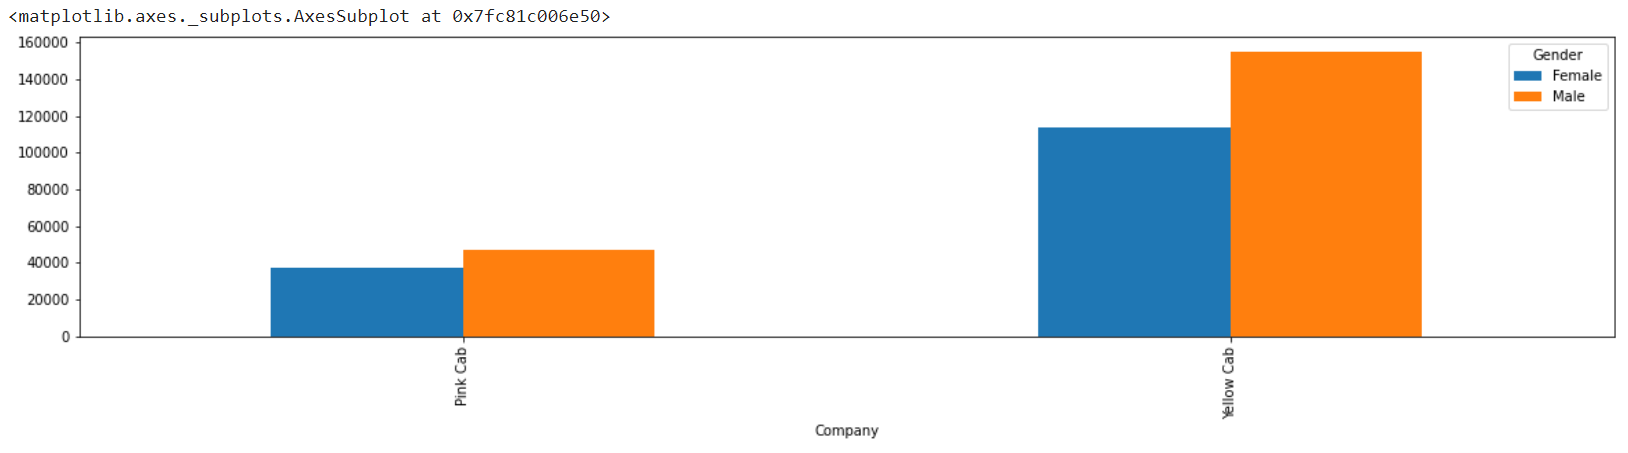 <matplotlib.axes._subplots.AxesSubplot at 0x7fc81c006e50>
160000
140000
120000
100000
80000
60000
40000
20000
0
Gender
Female
Male
Pink Cab
Yellow Cab
Company